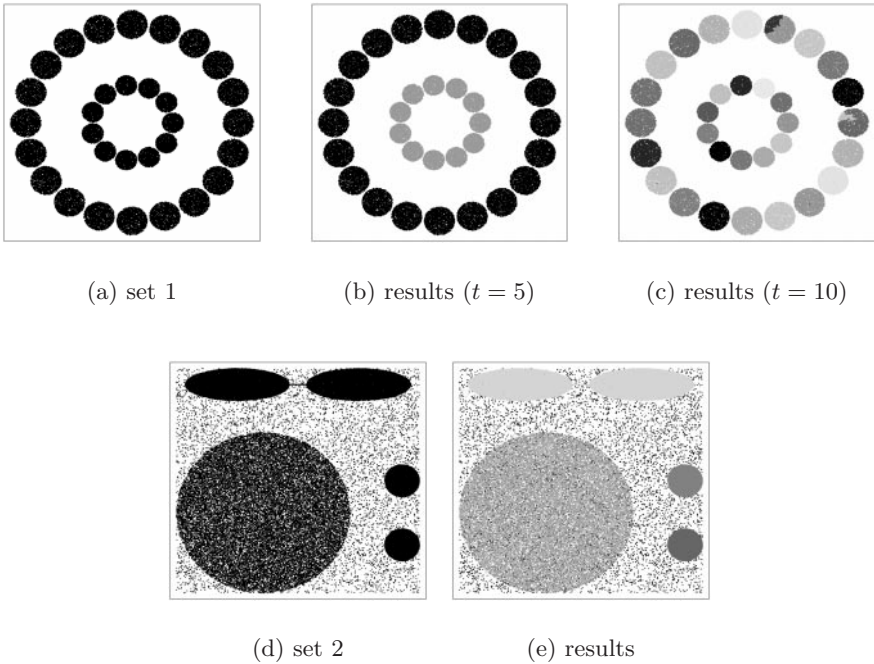 (a) set 1
(b) results (t = 5)
(c) results (t = 10)
(d) set 2
(e) results